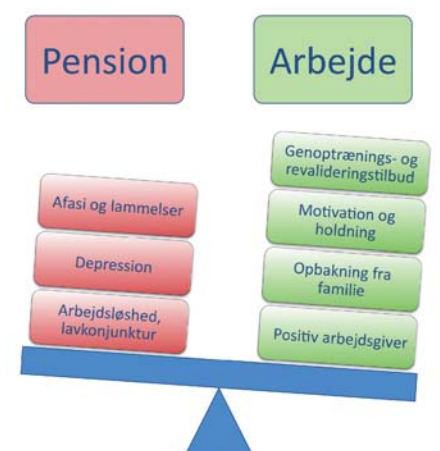 Pension
Arbejde
Afasi og lammelser
Depression
Arbejdsløshed,
lavkonjunktur
Genoptrænings- og
revalideringstilbud
Motivation og
holdning
Opbakning fra
familie
Positiv arbejdsgiver